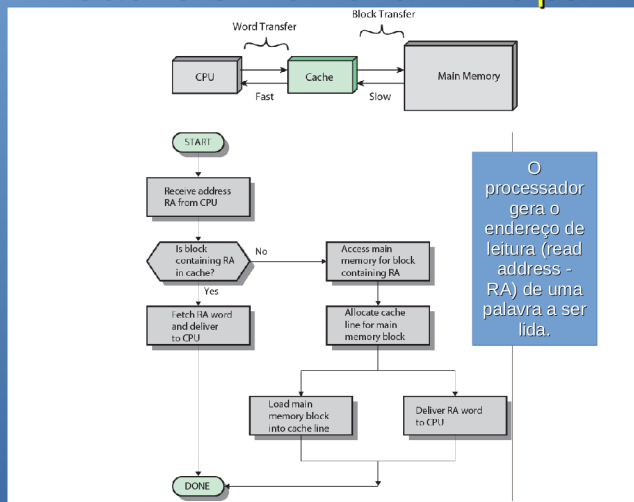 Word Transfer
Block Transfer
CPU
Cache
Main Memory
Fast
Slow
START
Receive address
RA from CPU
Is block
containing RA
in cache?
No
Yes
Access main
memory for block
containing RA
Fetch RA word
and deliver
to CPU
Allocate cache
line for main
memory block
Load main
memory block
into cache line
Deliver RA word
to CPU
DONE
O
processador
gera o
endereço de
leitura (read
address -
RA) de uma
palavra a ser
lida.